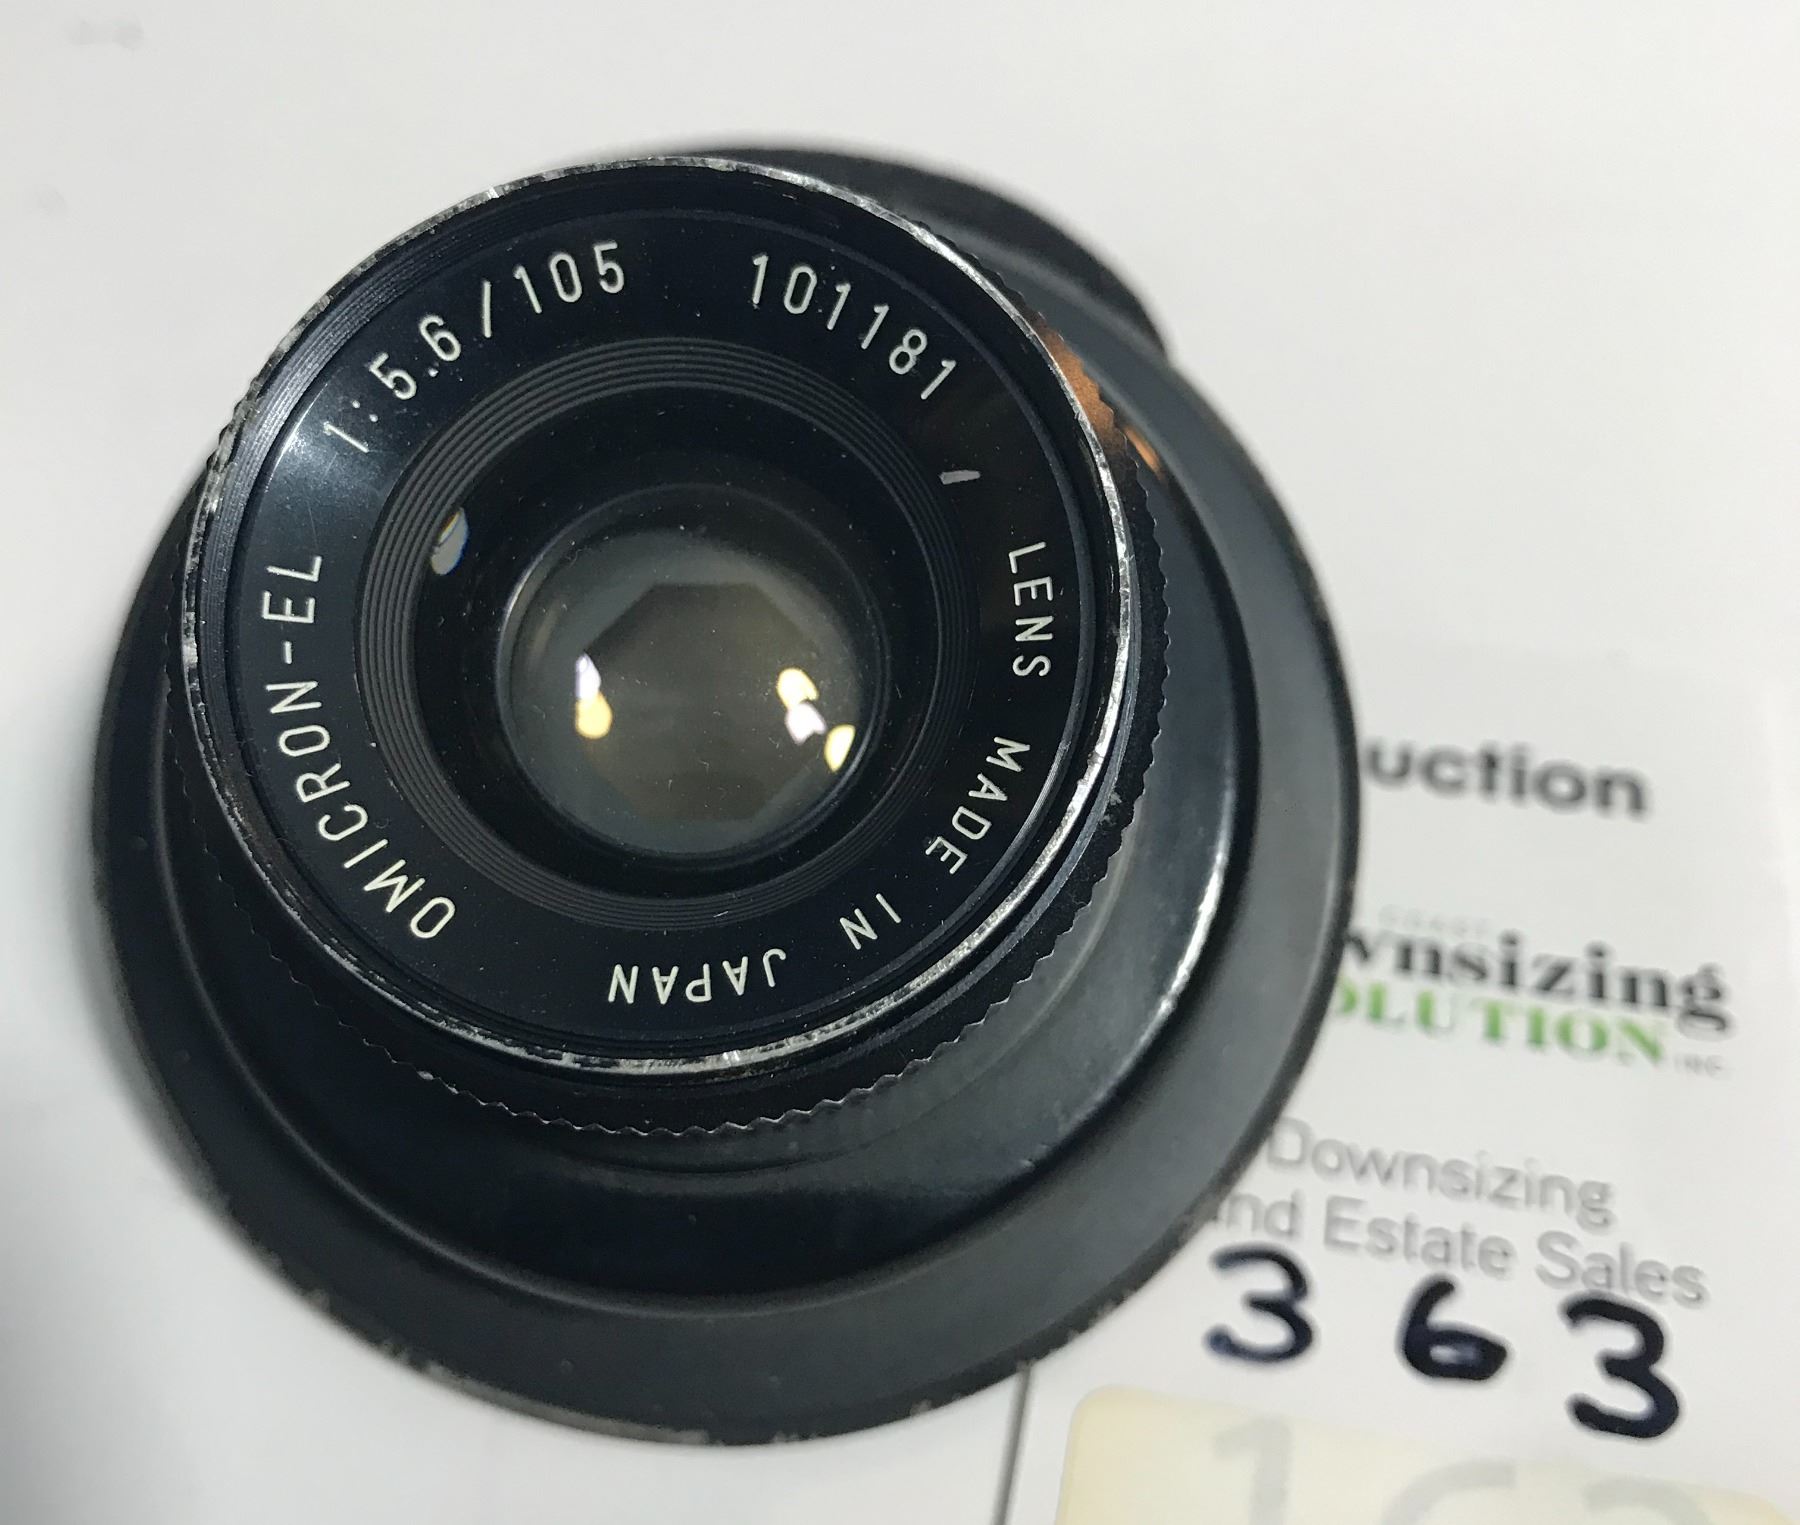 OMICRON-EL 1:5.6/105 101181 LENS MADE IN JAPAN
uction
wnsizing
OLUTION
Downsizing
nd Estate Sales
363